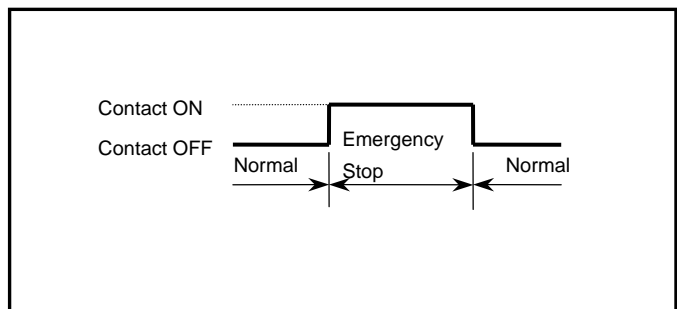 Contact ON
Contact OFF
Emergency
Stop
Normal
Normal